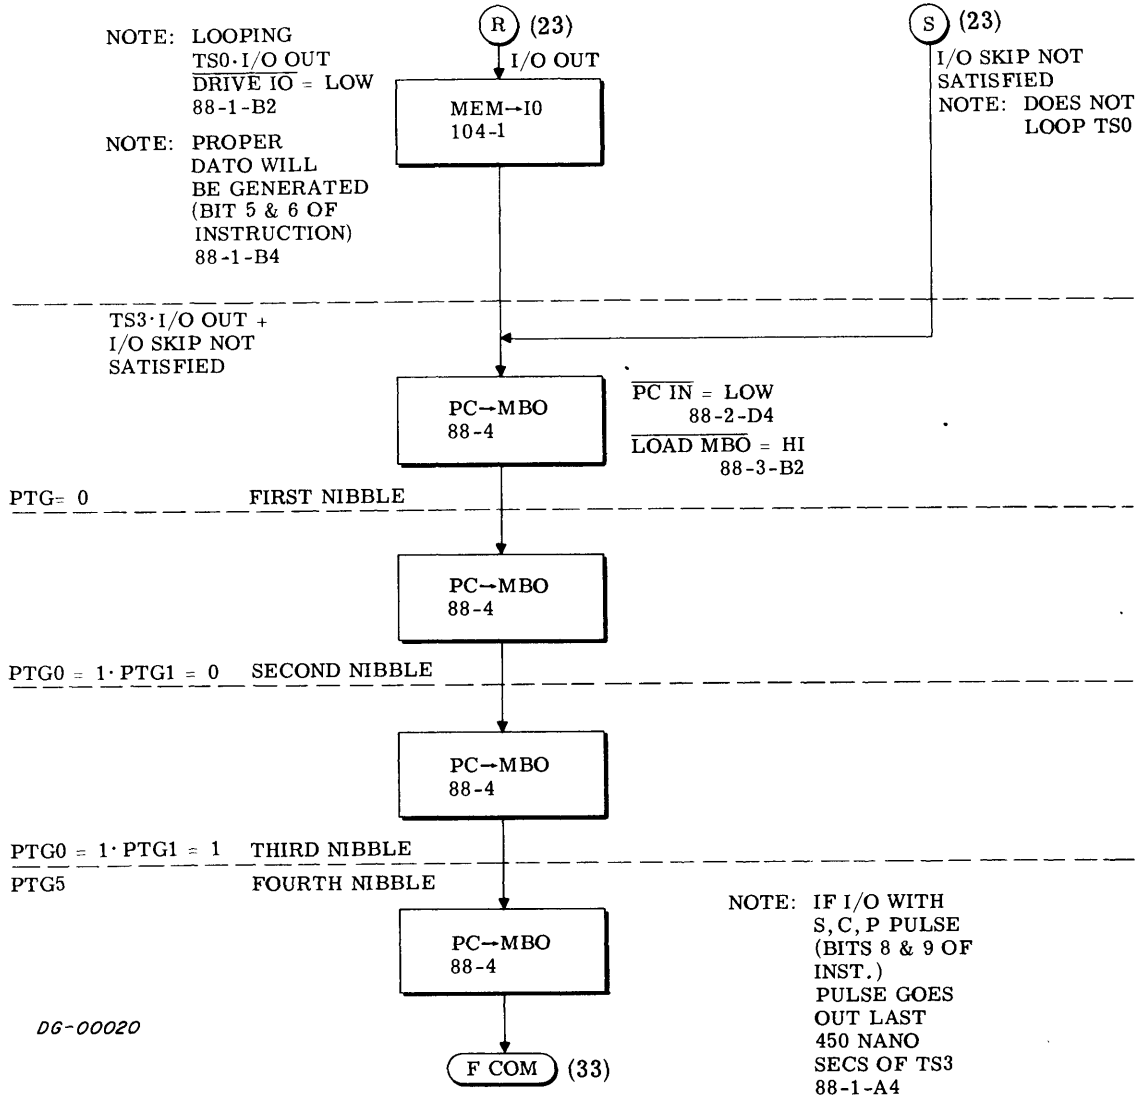 R (23)
S (23)
NOTE: LOOPING
TS0·I/O OUT
DRIVE IO = LOW
88-1-B2
I/O OUT
I/O SKIP NOT
SATISFIED
NOTE: DOES NOT
LOOP TS0
MEM→I0
104-1
NOTE: PROPER
DATO WILL
BE GENERATED
(BIT 5 & 6 OF
INSTRUCTION)
88-1-B4
TS3·I/O OUT +
I/O SKIP NOT
SATISFIED
PC→MBO
88-4
PC IN = LOW
88-2-D4
LOAD MBO = HI
88-3-B2
PTG= 0 FIRST NIBBLE
PC→MBO
88-4
PTG0 = 1·PTG1 = 0 SECOND NIBBLE
PC→MBO
88-4
PTG0 = 1·PTG1 = 1 THIRD NIBBLE
PTG5 FOURTH NIBBLE
PC→MBO
88-4
NOTE: IF I/O WITH
S, C, P PULSE
(BITS 8 & 9 OF
INST.)
PULSE GOES
OUT LAST
450 NANO
SECS OF TS3
88-1-A4
DG-00020
F COM (33)